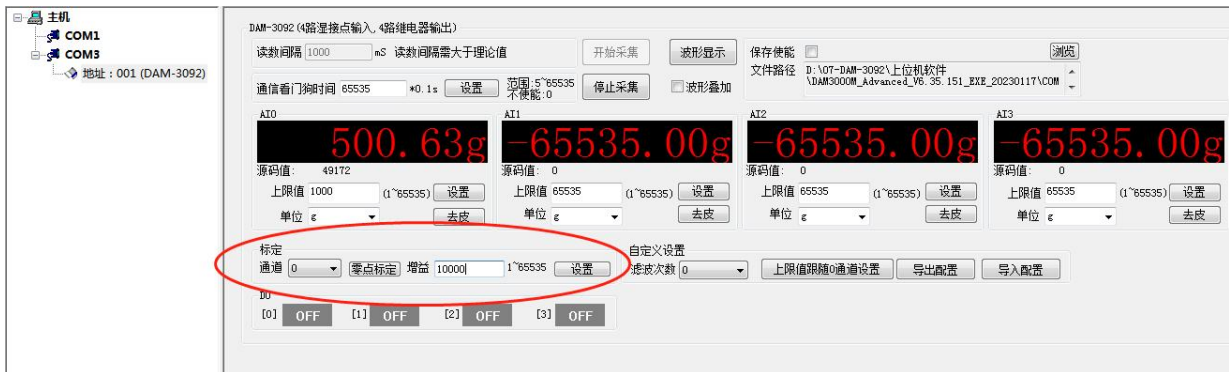 主机
COM1
COM3
地址：001 (DAM-3092)
DAM-3092(4路湿接点输入, 4路继电器输出)
读数间隔 1000 mS 读数间隔需大于理论值 开始采集 波形显示
通信看门狗时间 65535 *0.1s 设置 范围:5~65535 不使能:0 停止采集 波形叠加
保存使能 浏览
文件路径 D:\07-DAM-3092\上位机软件
\DAM3000M_Advanced_V6.35.151_EXE_20230117\COM
AI0 AI1 AI2 AI3
500.63g -65535.00g -65535.00g -65535.00g
源码值: 49172 源码值: 0 源码值: 0 源码值: 0
上限值 1000 (1~65535) 设置 上限值 65535 (1~65535) 设置 上限值 65535 (1~65535) 设置 上限值 65535 (1~65535) 设置
单位 g 去皮 单位 g 去皮 单位 g 去皮 单位 g 去皮
标定 自定义设置
通道 0 零点标定 增益 10000 1~65535 设置 滤波次数 0 上限值跟随0通道设置 导出配置 导入配置
DO
[0] OFF [1] OFF [2] OFF [3] OFF